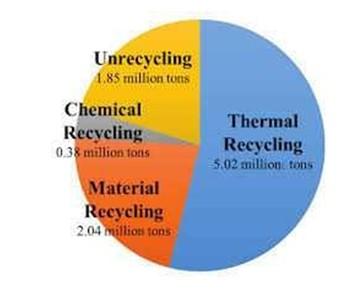 Unrecycling
1.85 million tons
Chemical
Recycling
0.38 million tons
Thermal
Recycling
5.02 million: tons
Material
Recycling
2.04 million tons